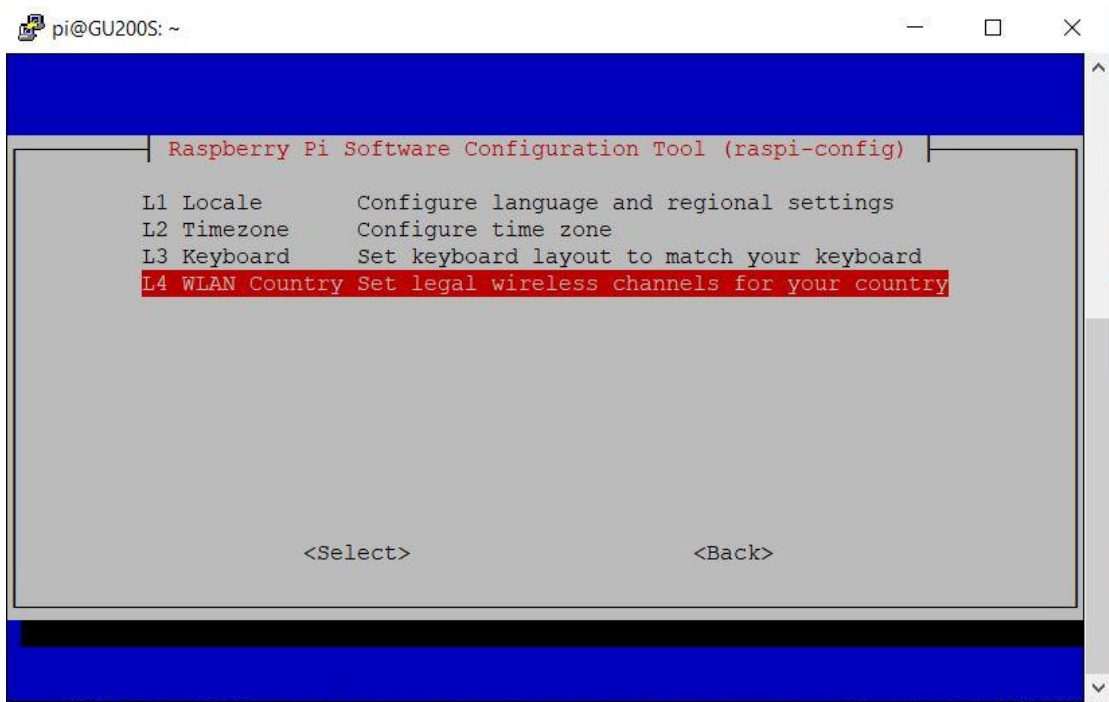 pi@GU200S: ~
Raspberry Pi Software Configuration Tool (raspi-config)
L1 Locale Configure language and regional settings
L2 Timezone Configure time zone
L3 Keyboard Set keyboard layout to match your keyboard
L4 WLAN Country Set legal wireless channels for your country
<Select> <Back>